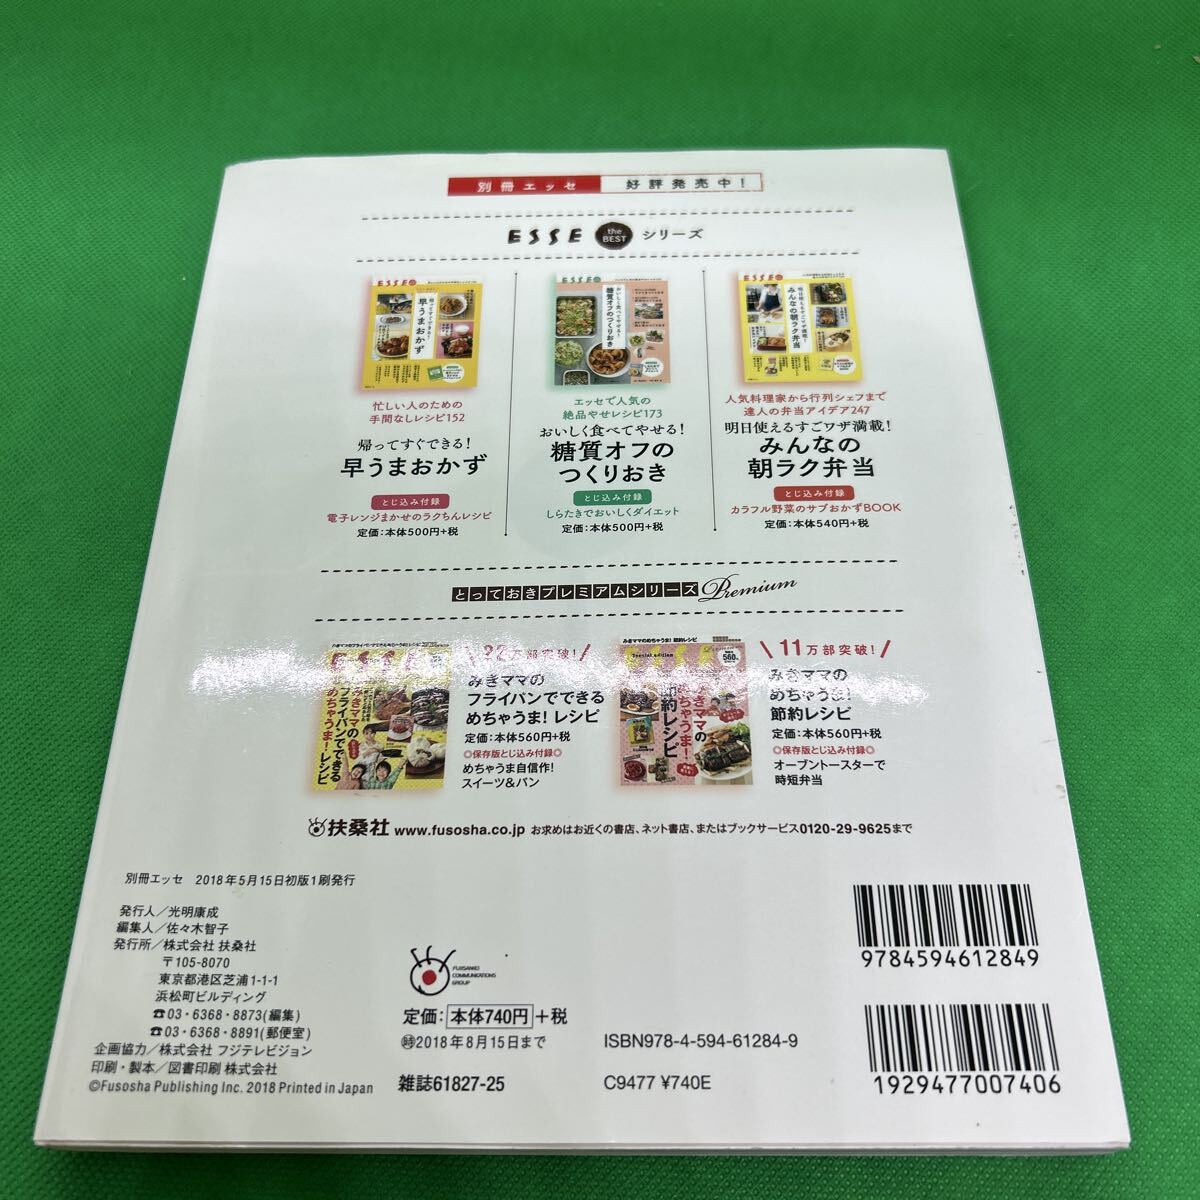 別冊エッセ 好評発売中!
ESSE the BEST シリーズ
忙しい人のための
手間なしレシピ152
帰ってすぐできる!
早うまおかず
とじ込み付録
電子レンジまかせのラクちんレシピ
定価:本体500円+税
エッセで人気の
絶品やせレシピ173
おいしく食べてやせる!
糖質オフの
つくりおき
とじ込み付録
しらたきでおいしくダイエット
定価:本体500円+税
人気料理家から行列シェフまで
達人の弁当アイデア247
明日使えるすごワザ満載!
みんなの
朝ラク弁当
とじ込み付録
カラフル野菜のサブおかずBOOK
定価:本体540円+税
とっておきプレミアムシリーズ Premium
22万部突破!
みきママの
フライパンでできる
めちゃうま! レシピ
定価:本体560円+税
◎保存版とじ込み付録◎
めちゃうま自信作!
スイーツ&パン
11万部突破!
みきママの
めちゃうま!
節約レシピ
定価:本体560円+税
◎保存版とじ込み付録◎
オーブントースターで
時短弁当
扶桑社 www.fusosha.co.jp お求めはお近くの書店、ネット書店、またはブックサービス0120-29-9625まで
別冊エッセ 2018年5月15日初版1刷発行
発行人/光明康成
編集人/佐々木智子
発行所/株式会社 扶桑社
〒105-8070
東京都港区芝浦1-1-1
浜松町ビルディング
☎03・6368・8873(編集)
☎03・6368・8891(郵便室)
企画協力/株式会社 フジテレビジョン
印刷・製本/図書印刷 株式会社
©Fusosha Publishing Inc. 2018 Printed in Japan
FUJISANKEI
COMMUNICATIONS
GROUP
定価:本体740円+税
時2018年8月15日まで
雑誌61827-25
ISBN978-4-594-61284-9
C9477 ¥740E
9784594612849
1929477007406